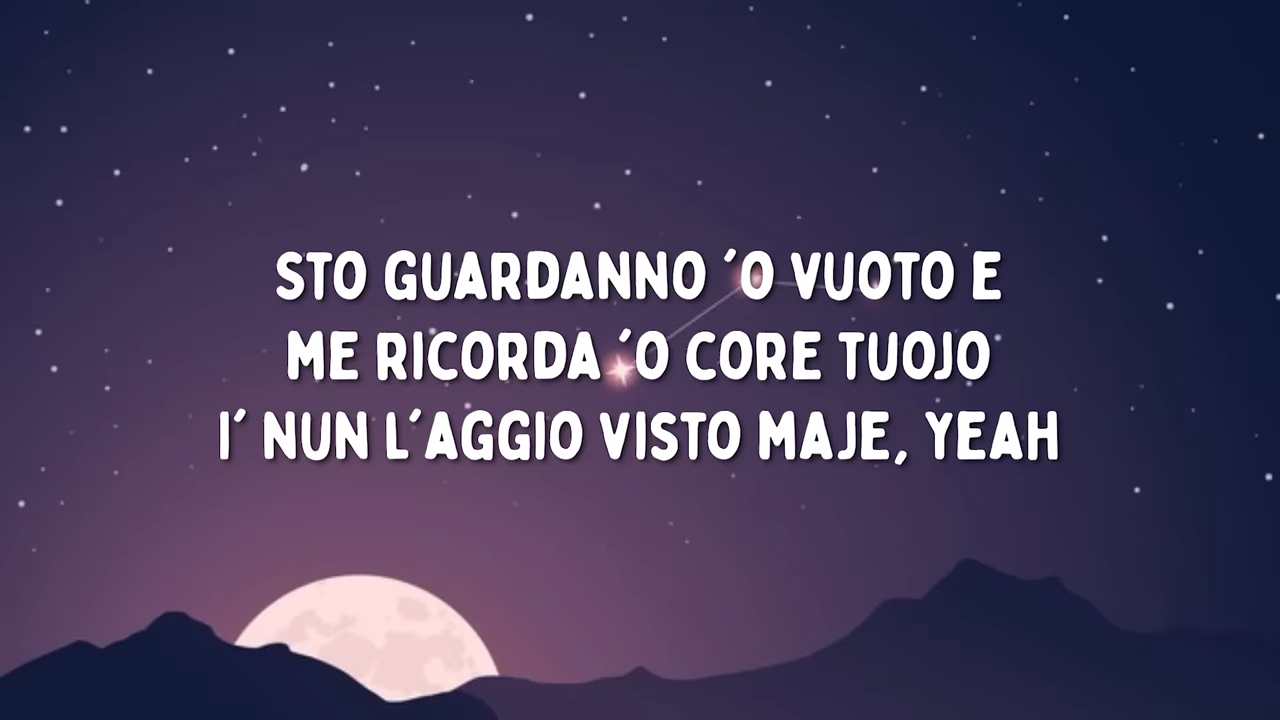 STO GUARDANNO 'O VUOTO E
ME RICORDA 'O CORE TUOJO
I' NUN L'AGGIO VISTO MAJE, YEAH